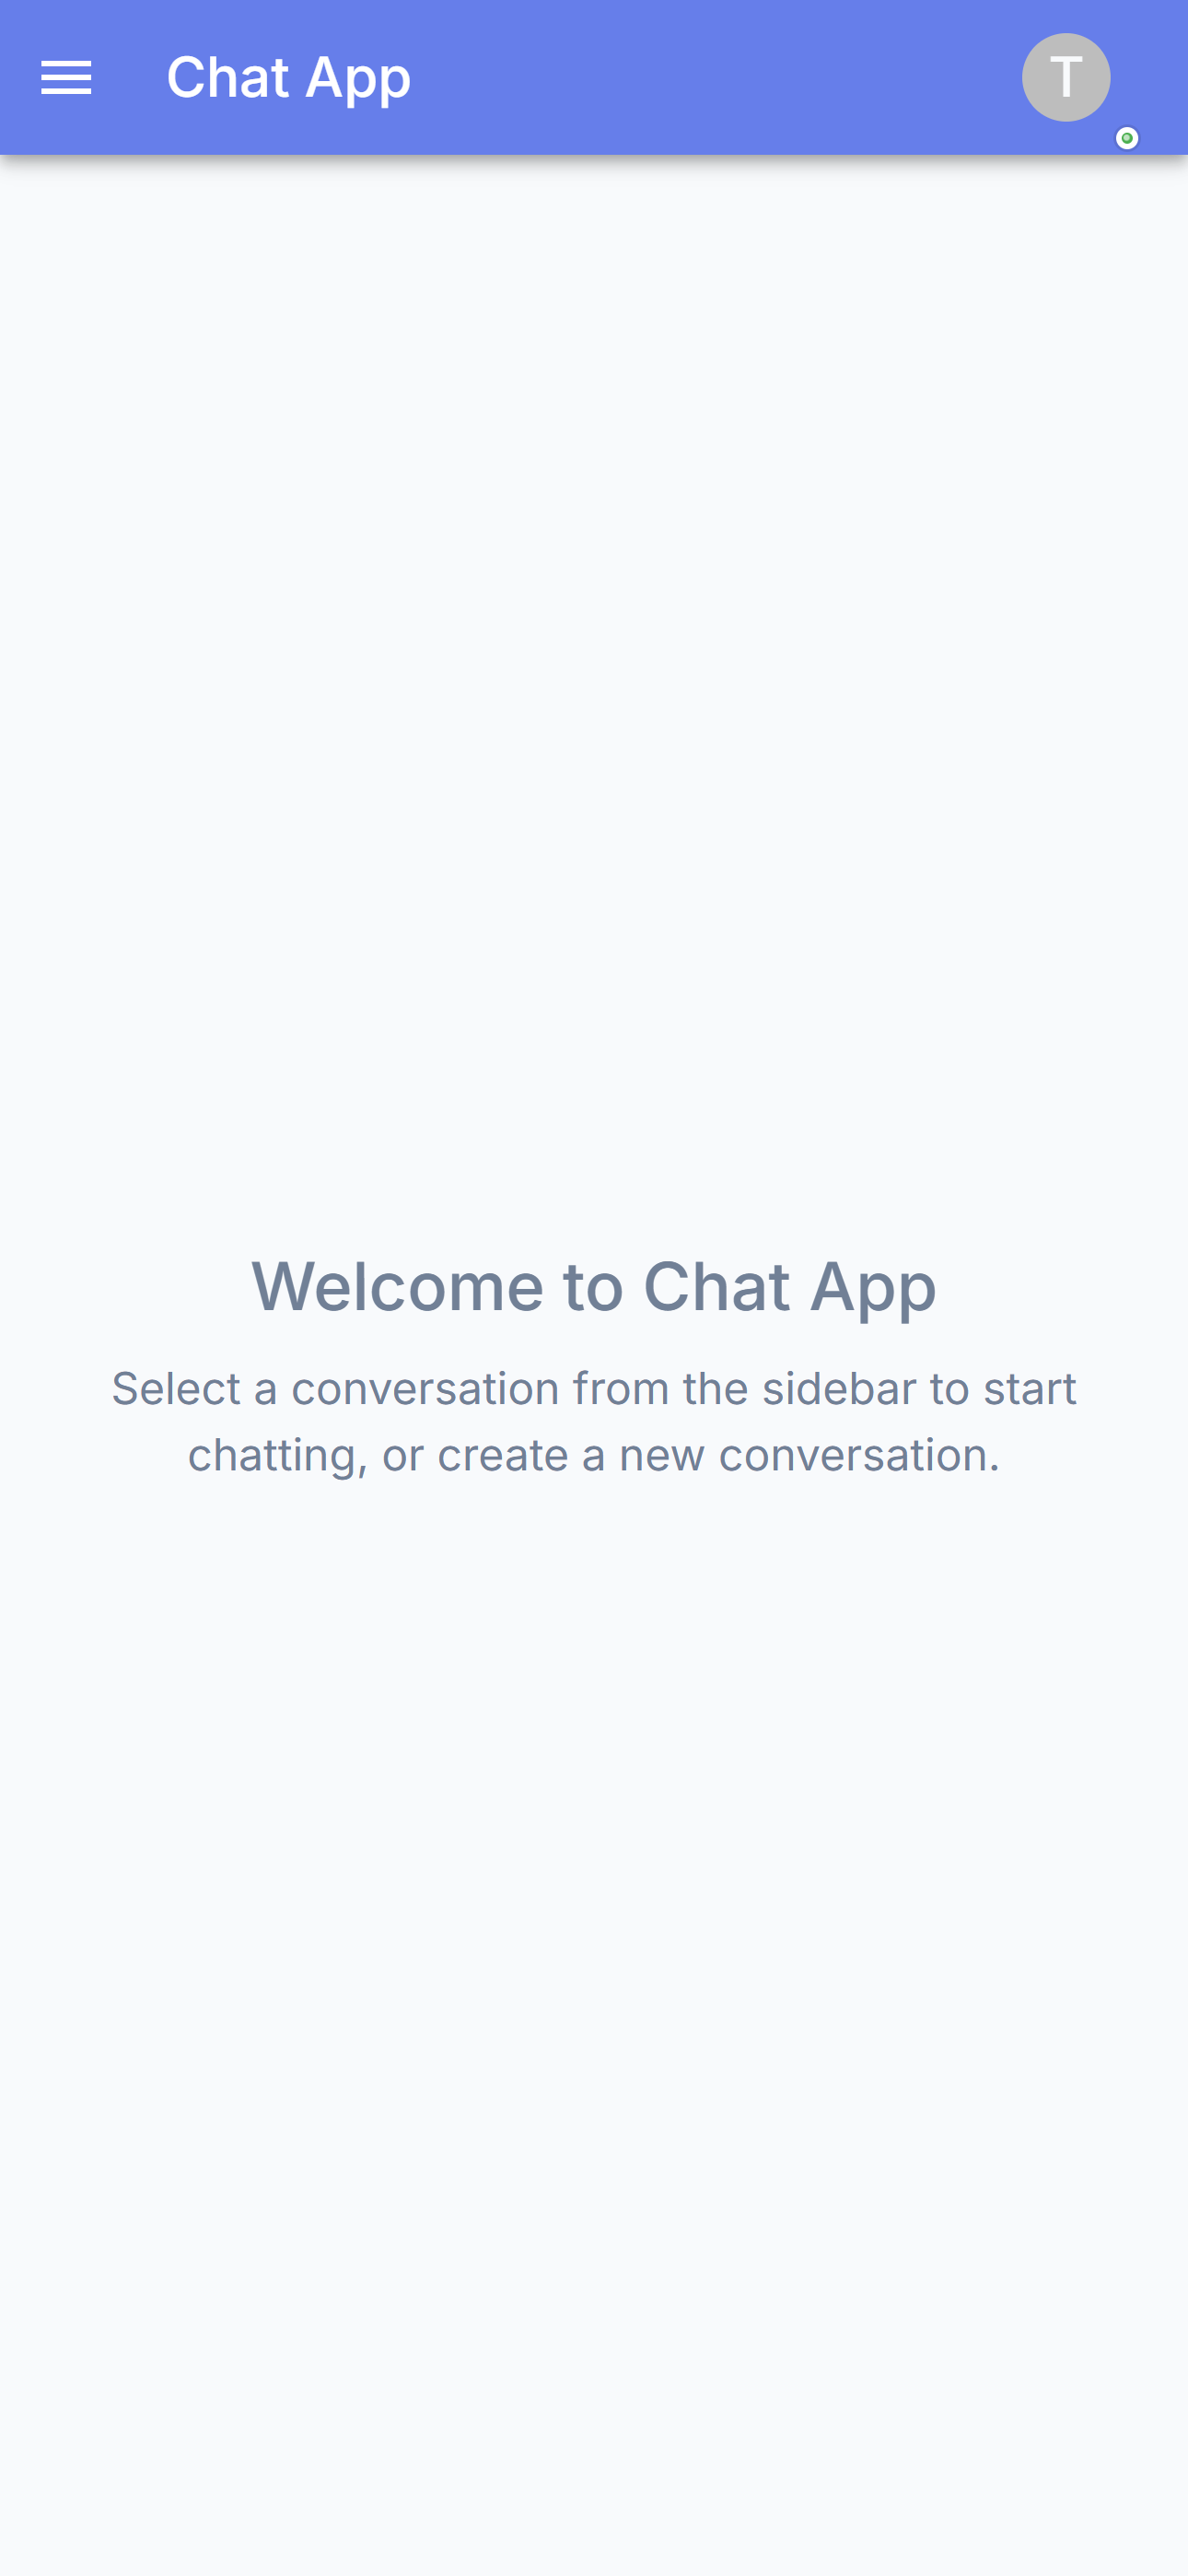 Chat App
T
Welcome to Chat App
Select a conversation from the sidebar to start
chatting, or create a new conversation.